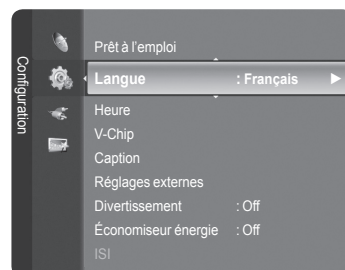 Configuration
Prêt à l'emploi
Langue : Français
Heure
V-Chip
Caption
Réglages externes
Divertissement : Off
Économiseur énergie : Off
ISI